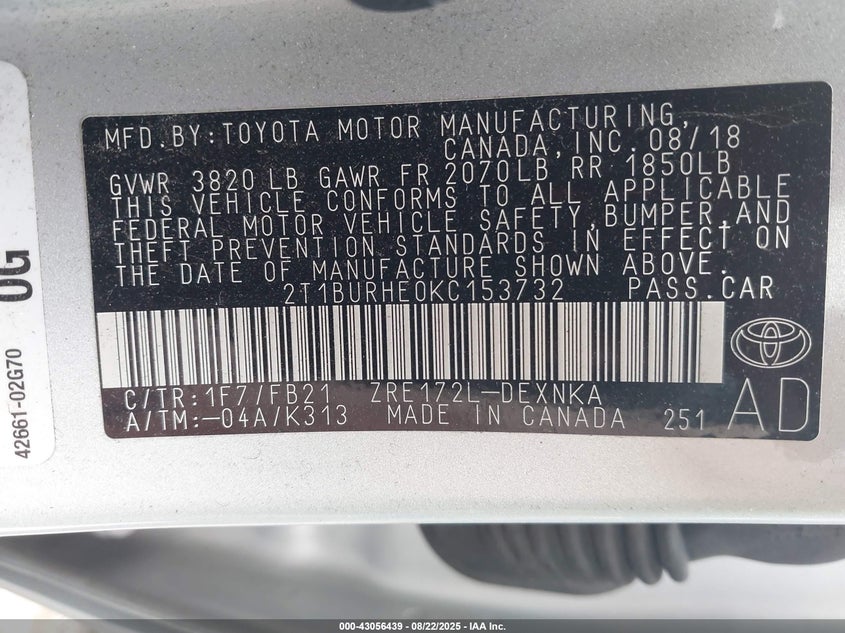 MFD.BY:TOYOTA MOTOR MANUFACTURING,
CANADA,INC.08/18
GVWR 3820 LB GAWR FR 2070LB RR 1850LB
THIS VEHICLE CONFORMS TO ALL APPLICABLE
FEDERAL MOTOR VEHICLE SAFETY,BUMPER,AND
THEFT PREVENTION STANDARDS IN EFFECT ON
THE DATE OF MANUFACTURE SHOWN ABOVE.
2T1BURHE0KC153732 PASS.CAR
C/TR:1F7/FB21 ZRE172L-DEXNKA
A/TM:-04A/K313 MADE IN CANADA 251
AD
42661-02G70
0G
000-43056439 - 08/22/2025 - IAA Inc.